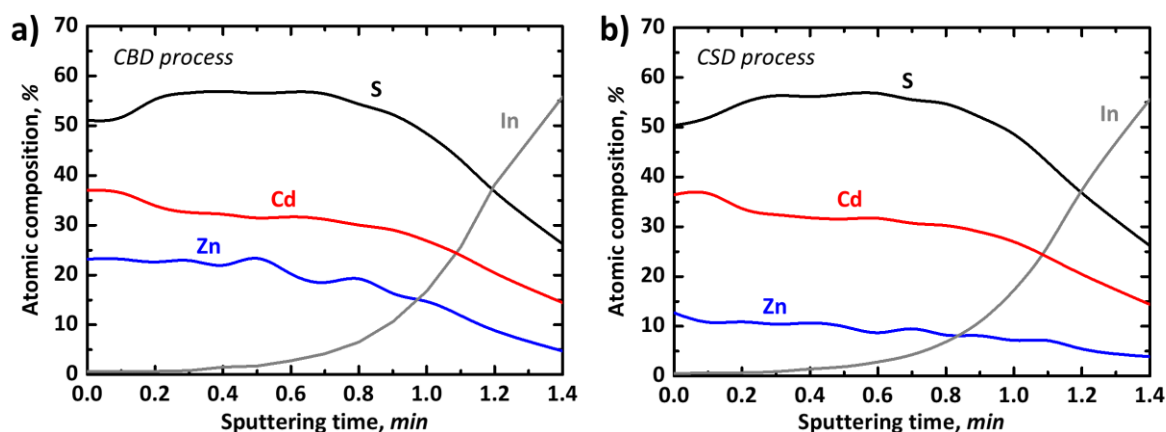 a)
CBD process
S
In
Cd
Zn
Atomic composition, %
70
60
50
40
30
20
10
0
0.0 0.2 0.4 0.6 0.8 1.0 1.2 1.4
Sputtering time, min
b)
CSD process
S
In
Cd
Zn
Atomic composition, %
70
60
50
40
30
20
10
0
0.0 0.2 0.4 0.6 0.8 1.0 1.2 1.4
Sputtering time, min